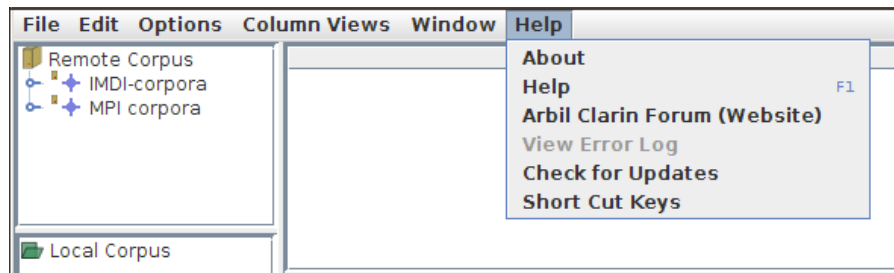 File Edit Options Column Views Window Help
Remote Corpus
IMDI-corpora
MPI corpora
Local Corpus
About
Help F1
Arbil Clarin Forum (Website)
View Error Log
Check for Updates
Short Cut Keys